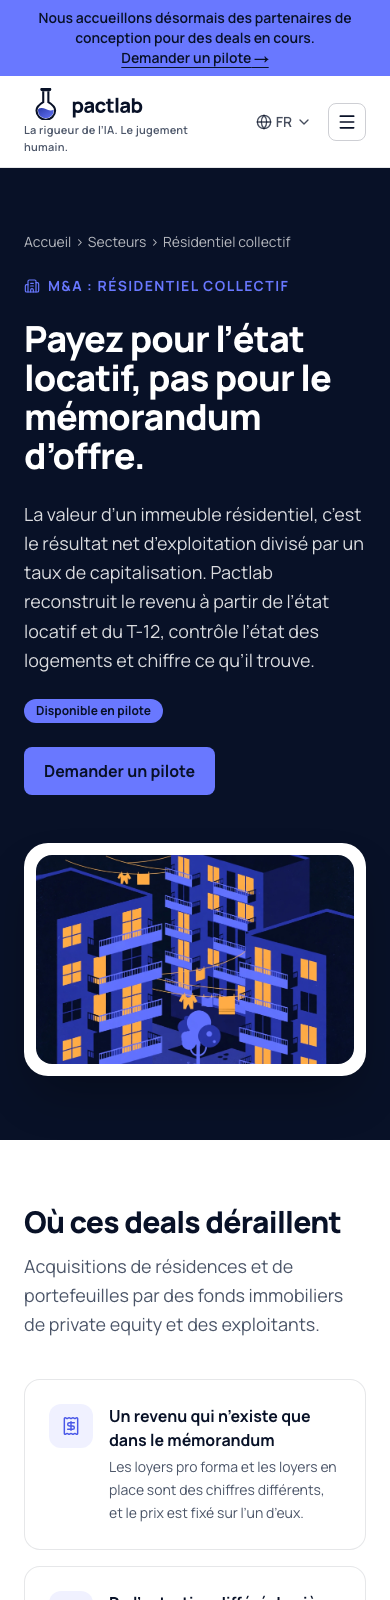 Nous accueillons désormais des partenaires de
conception pour des deals en cours.
Demander un pilote →
pactlab
La rigueur de l'IA. Le jugement
humain.
FR
Accueil › Secteurs › Résidentiel collectif
M&A : RÉSIDENTIEL COLLECTIF
Payez pour l’état
locatif, pas pour le
mémorandum
d’offre.
La valeur d’un immeuble résidentiel, c’est
le résultat net d’exploitation divisé par un
taux de capitalisation. Pactlab
reconstruit le revenu à partir de l’état
locatif et du T-12, contrôle l’état des
logements et chiffre ce qu’il trouve.
Disponible en pilote
Demander un pilote
Où ces deals déraillent
Acquisitions de résidences et de
portefeuilles par des fonds immobiliers
de private equity et des exploitants.
Un revenu qui n’existe que
dans le mémorandum
Les loyers pro forma et les loyers en
place sont des chiffres différents,
et le prix est fixé sur l’un d’eux.